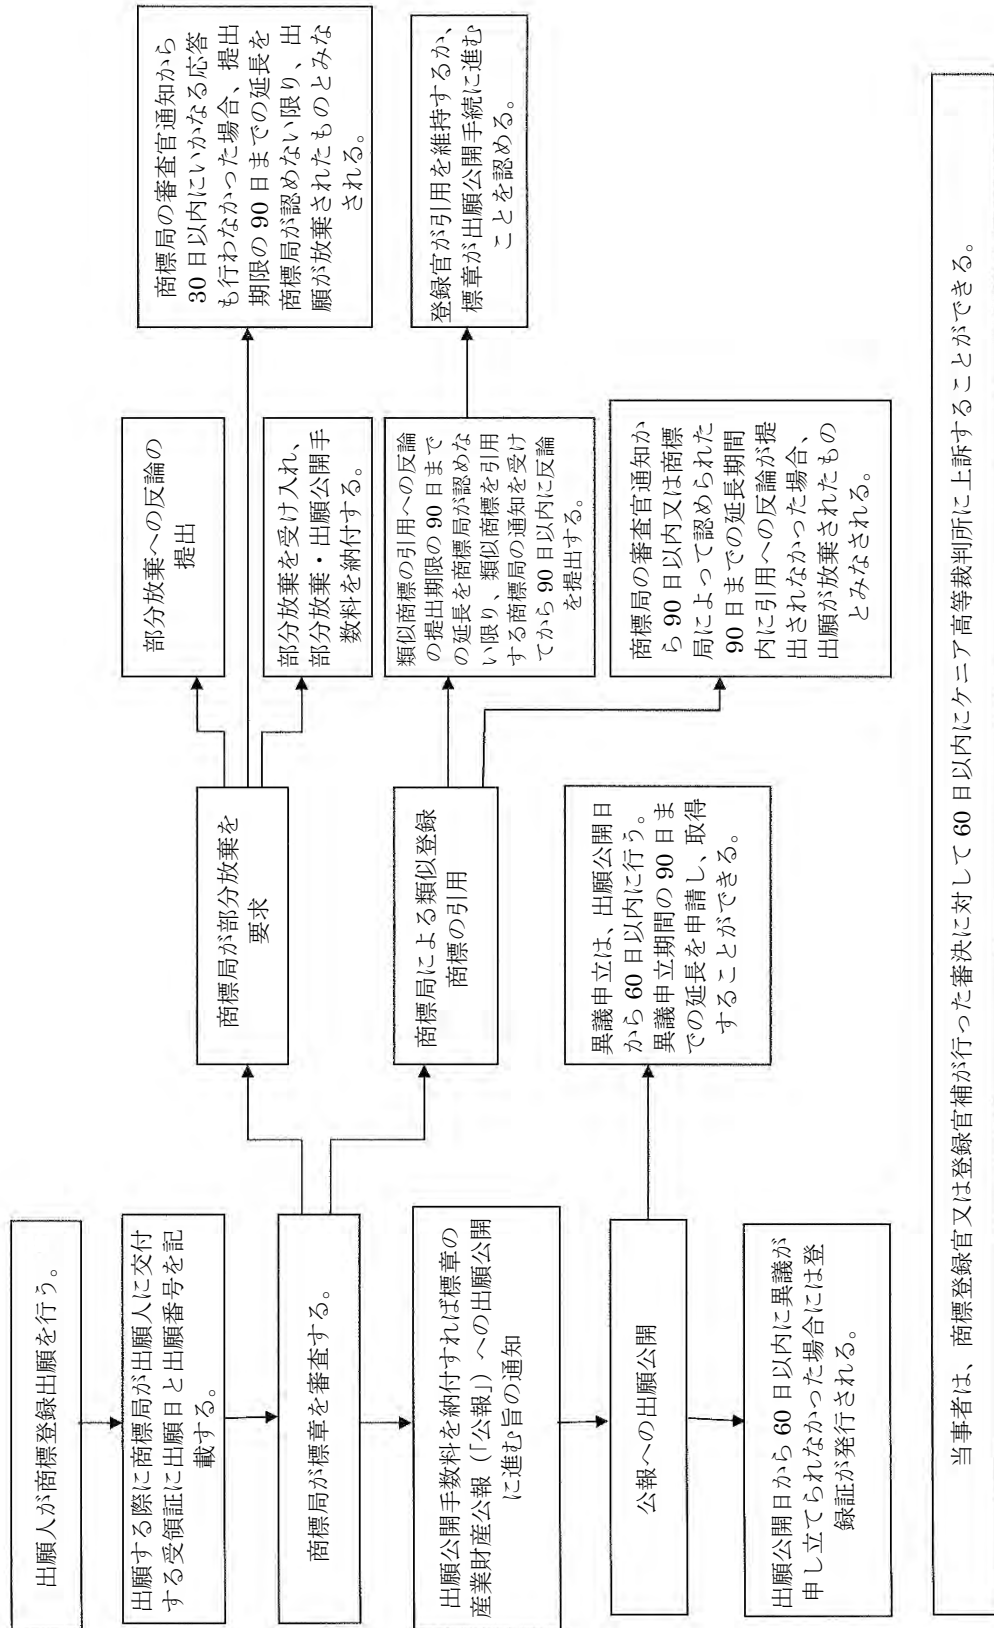 出願人が商標登録出願を行う。
出願する際に商標局が出願人に交付
する受領証に出願日と出願番号を記
載する。
商標局が標章を審査する。
出願公開手数料を納付すれば標章の
産業財産公報（「公報」）への出願公開
に進む旨の通知
公報への出願公開
出願公開日から 60 日以内に異議が
申し立てられなかった場合には登
録証が発行される。
商標局が部分放棄を
要求
商標局による類似登録
商標の引用
異議申立は、出願公開日
から 60 日以内に行う。
異議申立期間の 90 日ま
での延長を申請し、取得
することができる。
部分放棄への反論の
提出
部分放棄を受け入れ、
部分放棄・出願公開手
数料を納付する。
類似商標の引用への反論
の提出期限の 90 日まで
の延長を商標局が認めな
い限り、類似商標を引用
する商標局の通知を受け
てから 90 日以内に反論
を提出する。
商標局の審査官通知か
ら 90 日以内又は商標
局によって認められた
90 日までの延長期間
内に引用への反論が提
出されなかった場合、
出願が放棄されたもの
とみなされる。
商標局の審査官通知から
30 日以内にいかなる応答
も行わなかった場合、提出
期限の 90 日までの延長を
商標局が認めない限り、出
願が放棄されたものとみな
される。
登録官が引用を維持するか、
標章が出願公開手続に進む
ことを認める。
当事者は、商標登録官又は登録官補が行った審決に対して 60 日以内にケニア高等裁判所に上訴することができる。